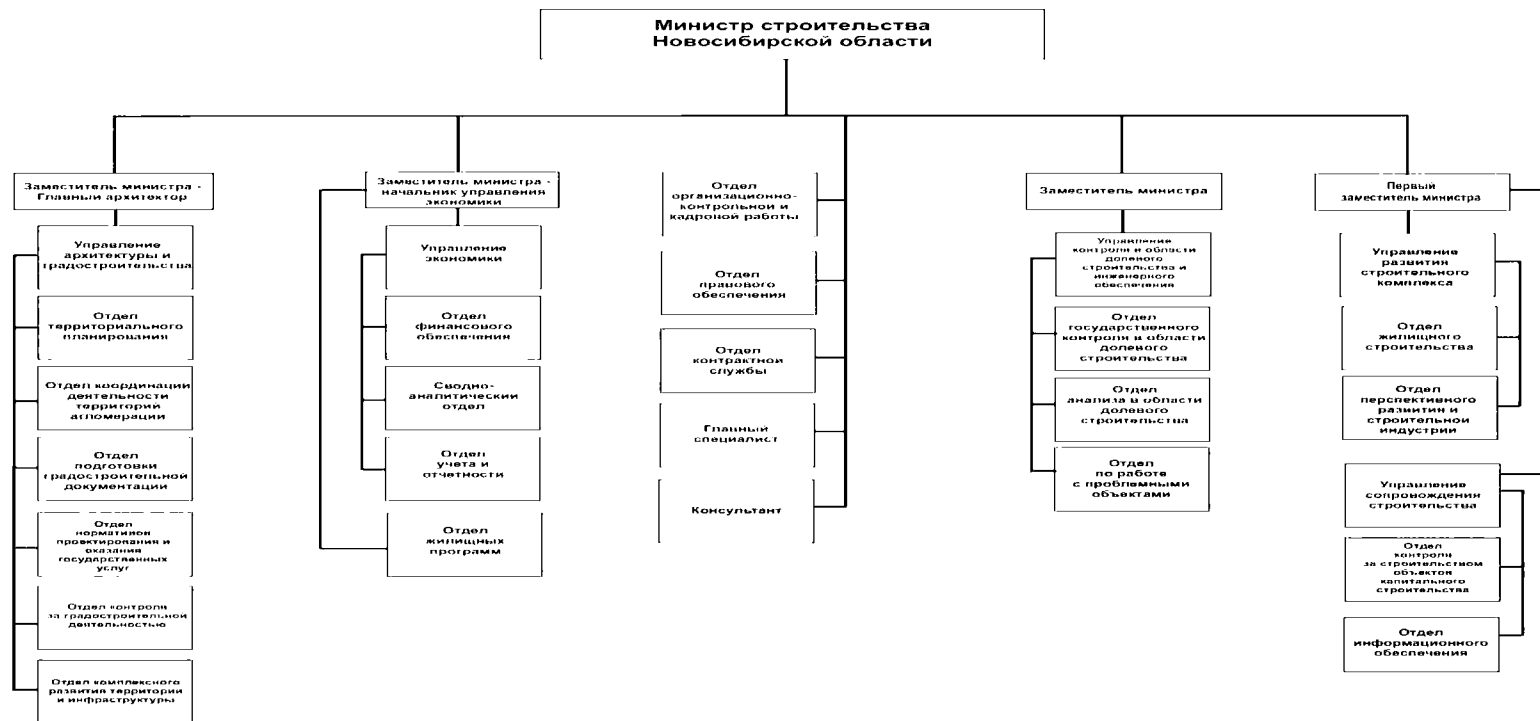 Министр строительства
Новосибирской области
Заместитель министра -
Главный архитектор
Управление
архитектуры и
градостроительства
Отдел
территориального
планирования
Отдел координации
деятельности
территорий
агломерации
Отдел
подготовки
градостроительной
документации
Отдел
нормативов
проектирования и
оказания
государственных
услуг
Отдел контроля
за градостроительной
деятельностью
Отдел комплексного
развития территории
и инфраструктуры
Заместитель министра -
начальник управления
экономики
Управление
экономики
Отдел
финансового
обеспечения
Сводно-
аналитический
отдел
Отдел
учета и
отчетности
Отдел
жилищных
программ
Отдел
организационно-
контрольной и
кадровой работы
Отдел
правового
обеспечения
Отдел
контрактной
службы
Главный
специалист
Консультант
Заместитель министра
Управление
контроля в области
долевого
строительства и
инженерного
обеспечения
Отдел
государственного
контроля в области
долевого
строительства
Отдел
анализа в области
долевого
строительства
Отдел
по работе
с проблемными
объектами
Первый
заместитель министра
Управление
развития
строительного
комплекса
Отдел
жилищного
строительства
Отдел
перспективного
развития и
строительной
индустрии
Управление
сопровождения
строительства
Отдел
контроля
за строительством
объектов
капитального
строительства
Отдел
информационного
обеспечения